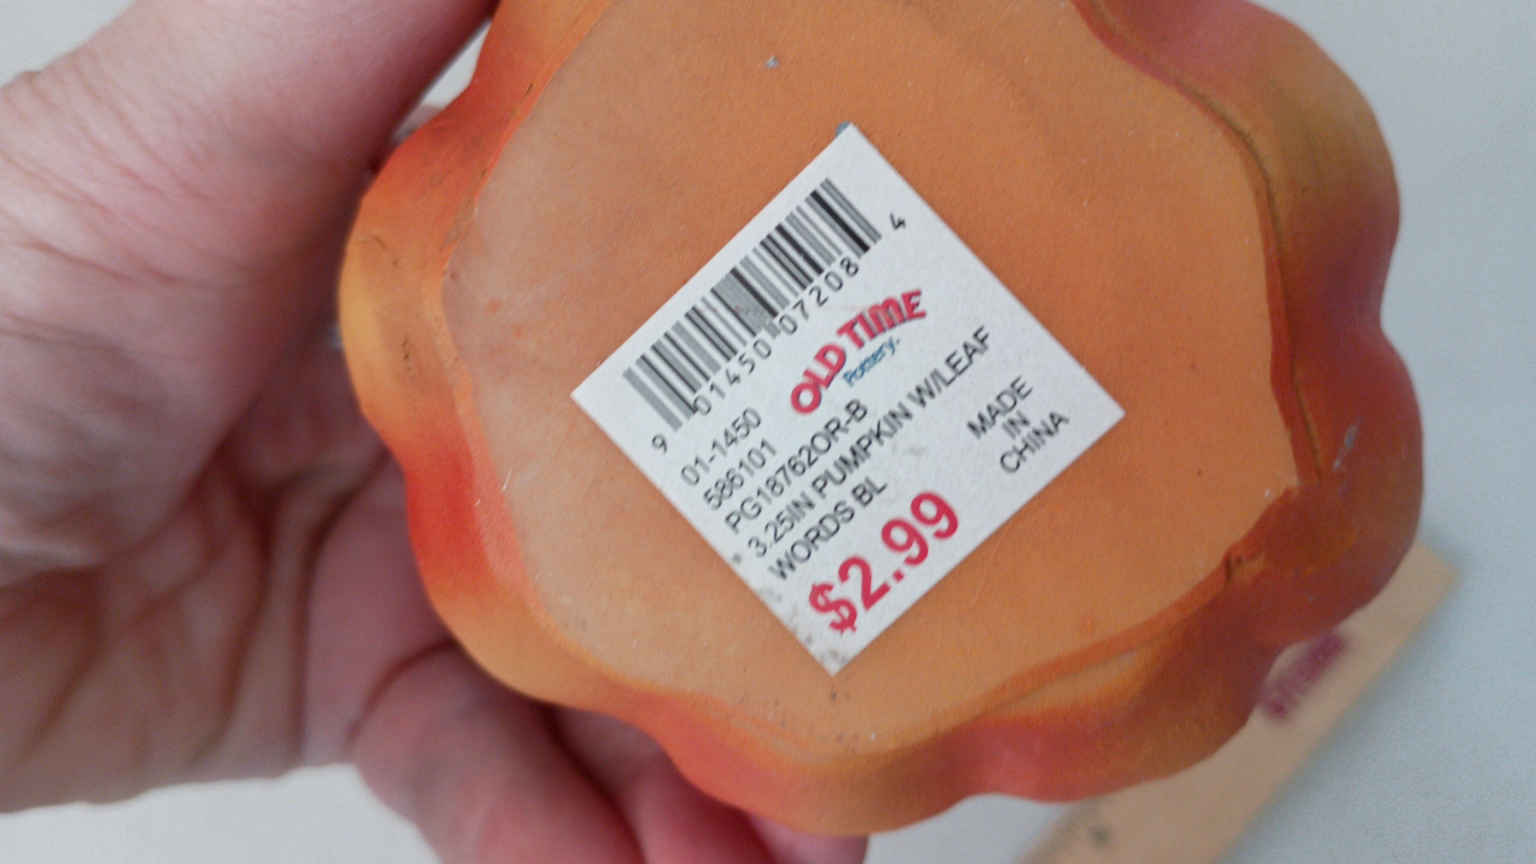 9 01450 07208 4
OLD TIME
Pottery.
01-1450
586101
PG18762OR-B
3.25IN PUMPKIN W/LEAF
WORDS BL
MADE
IN
CHINA
$2.99